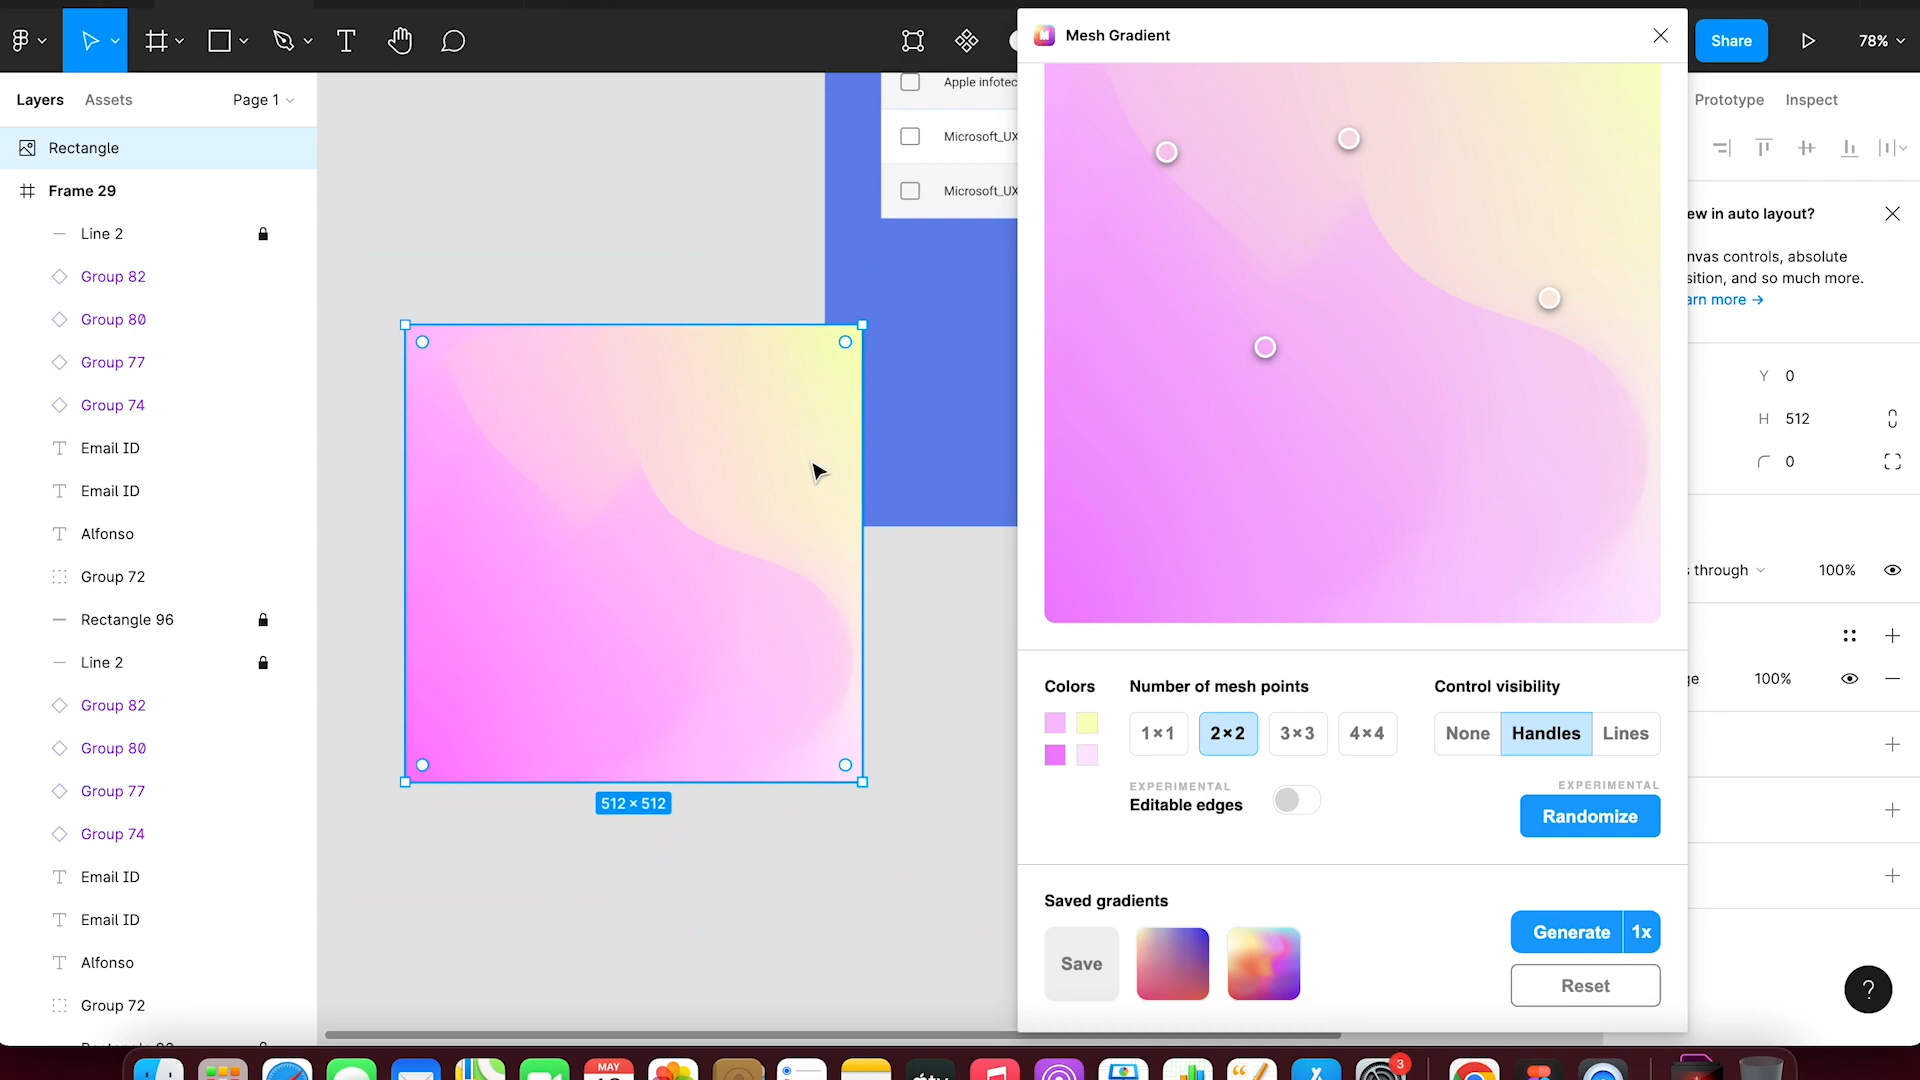 Mesh Gradient
Share
78%
Layers
Assets
Page 1
Rectangle
Frame 29
Line 2
Group 82
Group 80
Group 77
Group 74
Email ID
Email ID
Alfonso
Group 72
Rectangle 96
Line 2
Group 82
Group 80
Group 77
Group 74
Email ID
Email ID
Alfonso
Group 72
Apple infotec
Microsoft_UX
Microsoft_UX
512 × 512
Colors
Number of mesh points
1×1
2×2
3×3
4×4
Control visibility
None
Handles
Lines
EXPERIMENTAL
Editable edges
EXPERIMENTAL
Randomize
Saved gradients
Save
Generate
1x
Reset
Prototype
Inspect
ew in auto layout?
nvas controls, absolute
sition, and so much more.
arn more →
Y 0
H 512
0
s through
100%
ge
100%
?
MAY
3